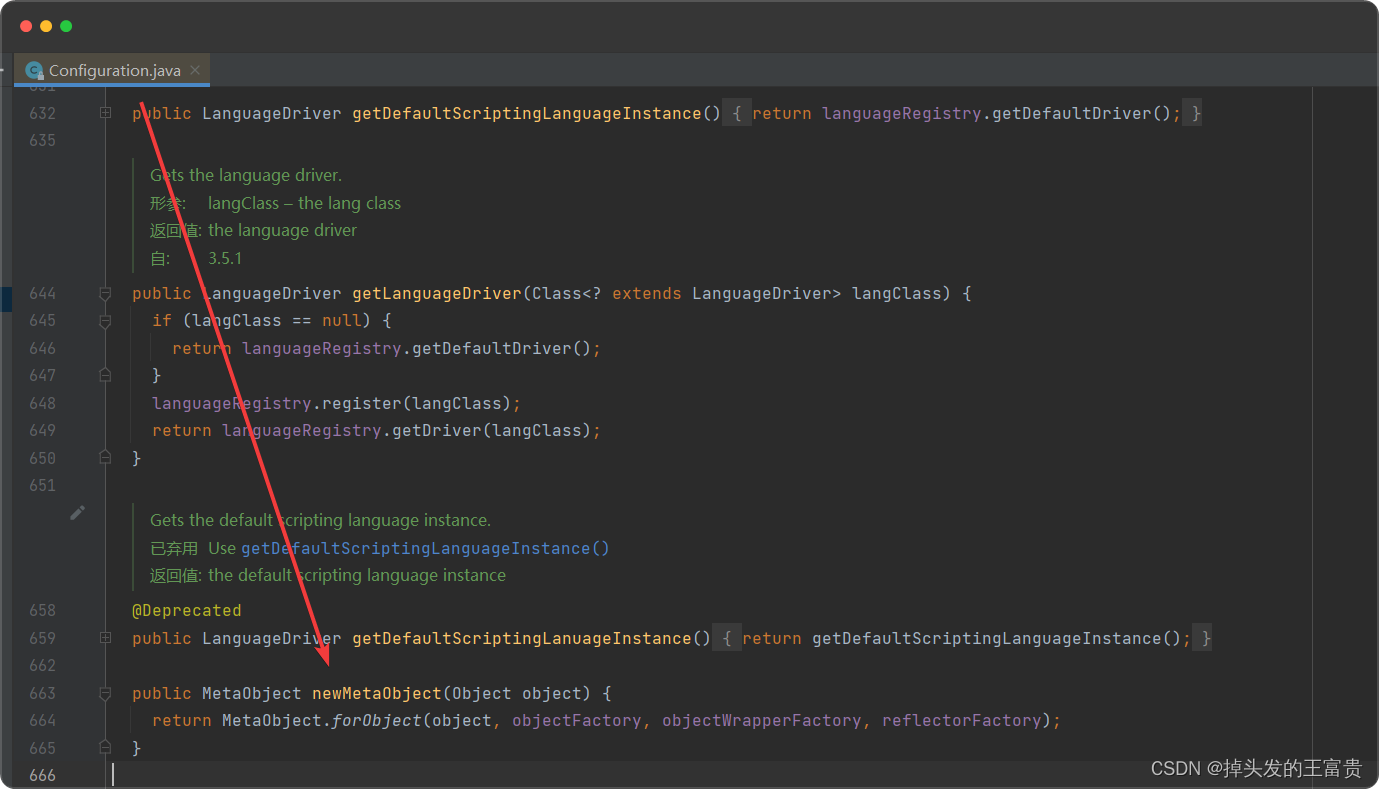 Configuration.java
632 public LanguageDriver getDefaultScriptingLanguageInstance() { return languageRegistry.getDefaultDriver(); }
635
Gets the language driver.
形参: langClass – the lang class
返回值: the language driver
自: 3.5.1
644 public LanguageDriver getLanguageDriver(Class<? extends LanguageDriver> langClass) {
645 if (langClass == null) {
646 return languageRegistry.getDefaultDriver();
647 }
648 languageRegistry.register(langClass);
649 return languageRegistry.getDriver(langClass);
650 }
651
Gets the default scripting language instance.
已弃用 Use getDefaultScriptingLanguageInstance()
返回值: the default scripting language instance
658 @Deprecated
659 public LanguageDriver getDefaultScriptingLanuageInstance() { return getDefaultScriptingLanguageInstance(); }
662
663 public MetaObject newMetaObject(Object object) {
664 return MetaObject.forObject(object, objectFactory, objectWrapperFactory, reflectorFactory);
665 }
666
CSDN @掉头发的王富贵